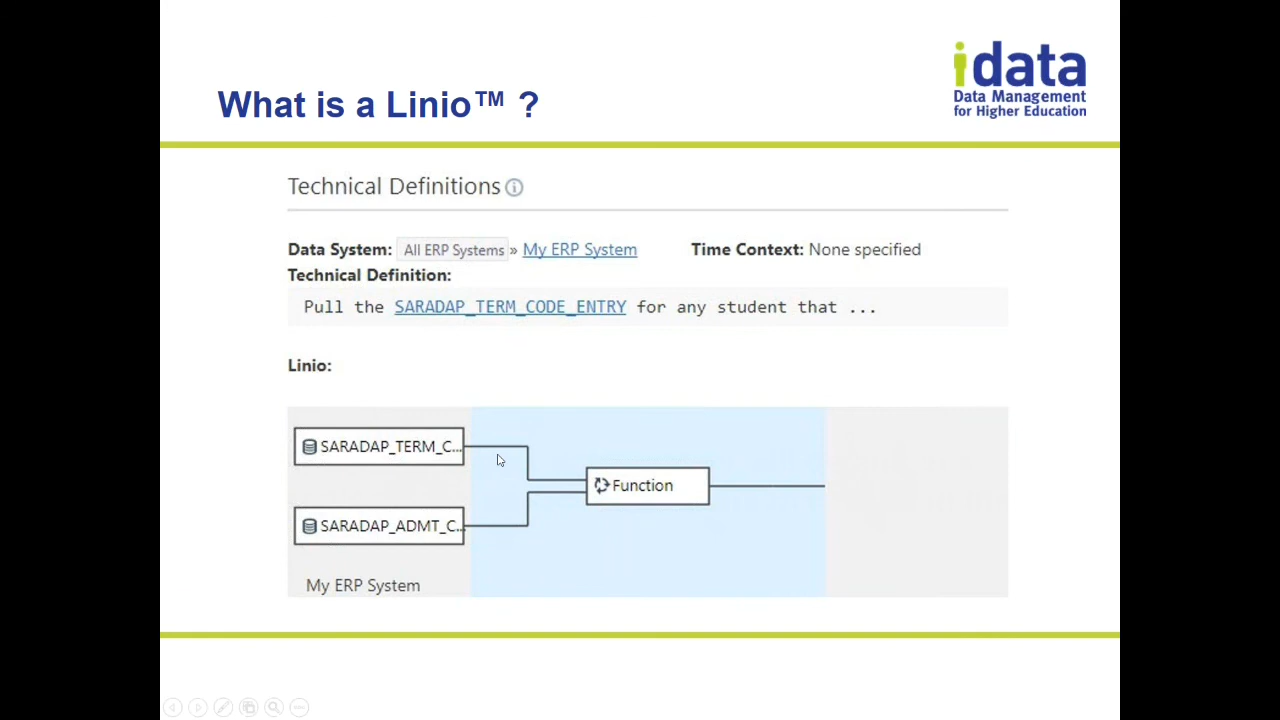 idata
Data Management
for Higher Education
What is a Linio™ ?
Technical Definitions
Data System: All ERP Systems » My ERP System Time Context: None specified
Technical Definition:
Pull the SARADAP_TERM_CODE_ENTRY for any student that ...
Linio:
SARADAP_TERM_C...
Function
SARADAP_ADMT_C...
My ERP System